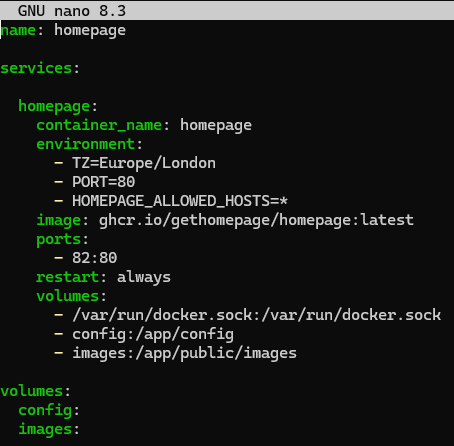 GNU nano 8.3
name: homepage
services:
homepage:
container_name: homepage
environment:
- TZ=Europe/London
- PORT=80
- HOMEPAGE_ALLOWED_HOSTS=*
image: ghcr.io/gethomepage/homepage:latest
ports:
- 82:80
restart: always
volumes:
- /var/run/docker.sock:/var/run/docker.sock
- config:/app/config
- images:/app/public/images
volumes:
config:
images: